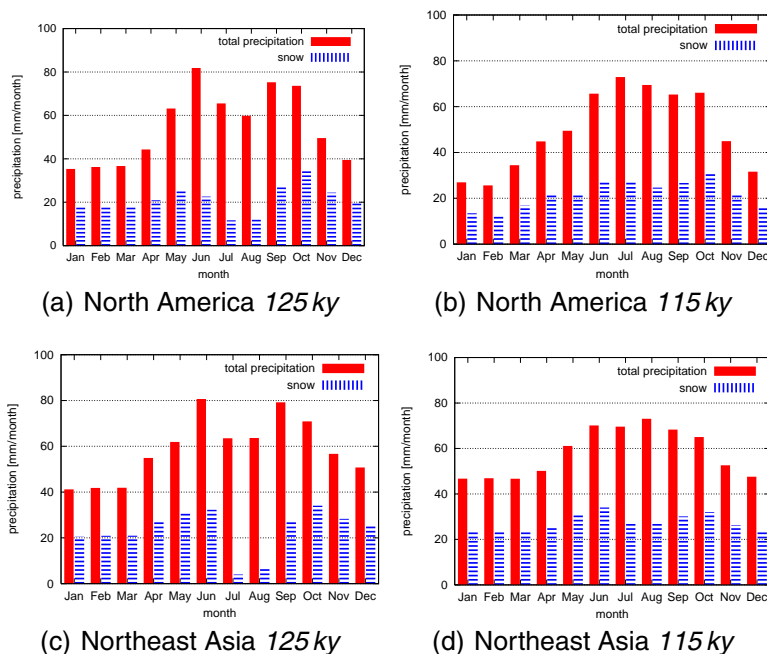 total precipitation
snow
precipitation [mm/month]
100
80
60
40
20
0
Jan Feb Mar Apr May Jun Jul Aug Sep Oct Nov Dec
month
(a) North America 125 ky
total precipitation
snow
precipitation [mm/month]
100
80
60
40
20
0
Jan Feb Mar Apr May Jun Jul Aug Sep Oct Nov Dec
month
(b) North America 115 ky
total precipitation
snow
precipitation [mm/month]
100
80
60
40
20
0
Jan Feb Mar Apr May Jun Jul Aug Sep Oct Nov Dec
month
(c) Northeast Asia 125 ky
total precipitation
snow
precipitation [mm/month]
100
80
60
40
20
0
Jan Feb Mar Apr May Jun Jul Aug Sep Oct Nov Dec
month
(d) Northeast Asia 115 ky